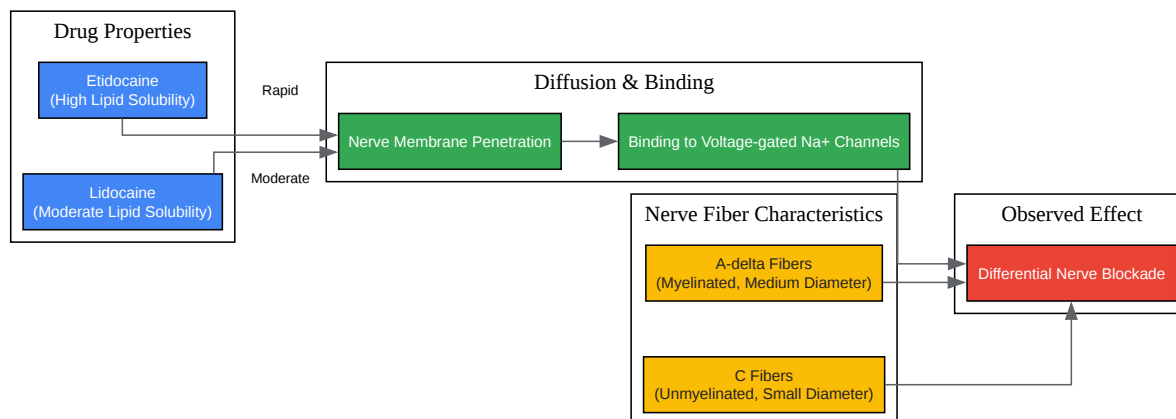 Drug Properties
Etidocaine
(High Lipid Solubility)
Lidocaine
(Moderate Lipid Solubility)
Rapid
Moderate
Diffusion & Binding
Nerve Membrane Penetration
Binding to Voltage-gated Na+ Channels
Nerve Fiber Characteristics
A-delta Fibers
(Myelinated, Medium Diameter)
C Fibers
(Unmyelinated, Small Diameter)
Observed Effect
Differential Nerve Blockade